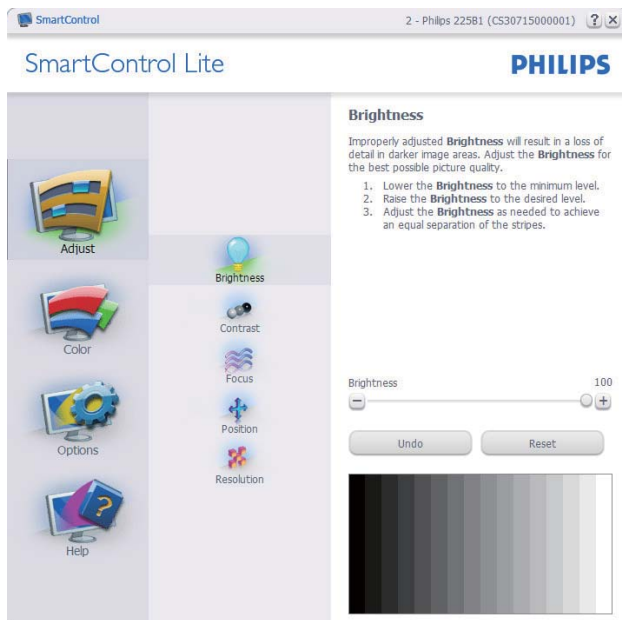 SmartControl
2 - Philips 225B1 (CS30715000001)
?
SmartControl Lite
PHILIPS
Adjust
Color
Options
?
Help
Brightness
Contrast
Focus
Position
Resolution
Brightness
Improperly adjusted Brightness will result in a loss of
detail in darker image areas. Adjust the Brightness for
the best possible picture quality.
1. Lower the Brightness to the minimum level.
2. Raise the Brightness to the desired level.
3. Adjust the Brightness as needed to achieve
an equal separation of the stripes.
Brightness 100
Undo
Reset